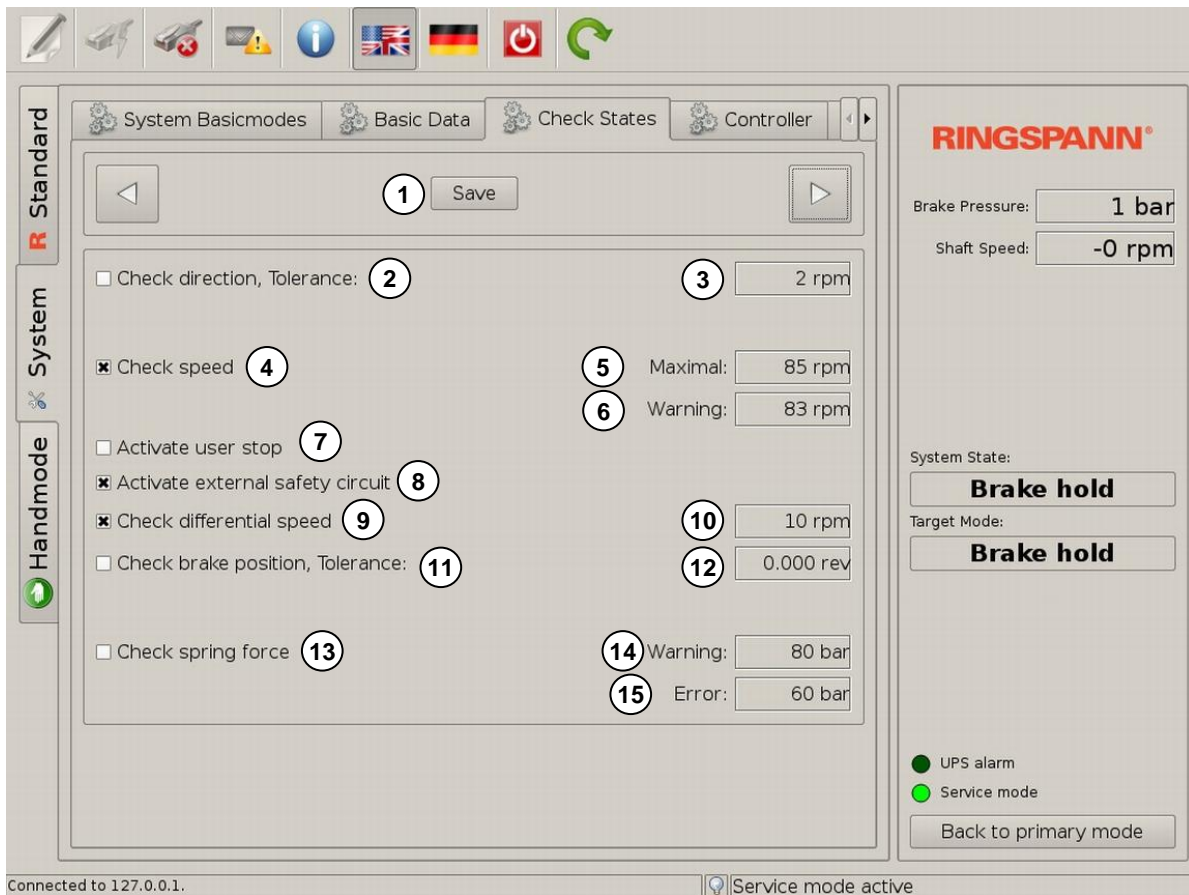 System Basicmodes Basic Data Check States Controller
Standard
System
Handmode
1 Save
Check direction, Tolerance: 2 3 2 rpm
Check speed 4 5 Maximal: 85 rpm
6 Warning: 83 rpm
Activate user stop 7
Activate external safety circuit 8
Check differential speed 9 10 10 rpm
Check brake position, Tolerance: 11 12 0.000 rev
Check spring force 13 14 Warning: 80 bar
15 Error: 60 bar
R
RINGSPANN®
Brake Pressure: 1 bar
Shaft Speed: -0 rpm
System State:
Brake hold
Target Mode:
Brake hold
UPS alarm
Service mode
Back to primary mode
Connected to 127.0.0.1. Service mode active